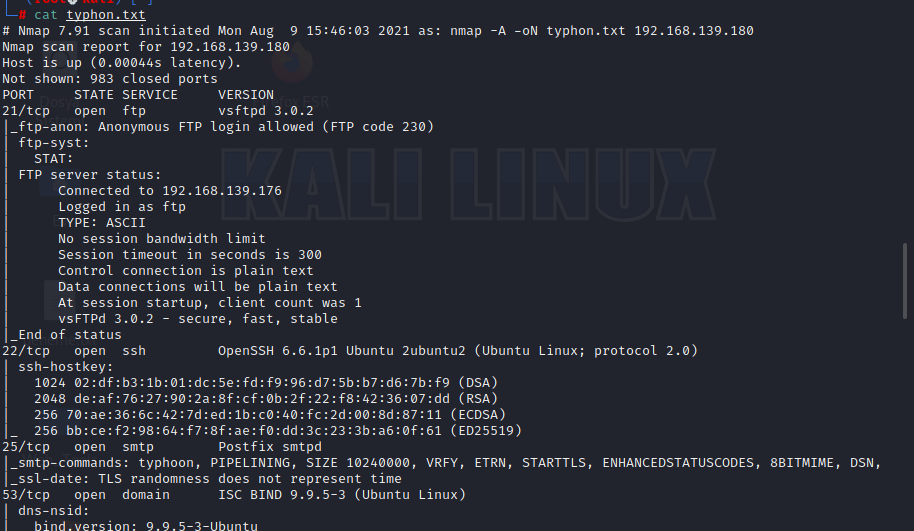 (root💀kali)-[~]
# cat typhon.txt
# Nmap 7.91 scan initiated Mon Aug  9 15:46:03 2021 as: nmap -A -oN typhon.txt 192.168.139.180
Nmap scan report for 192.168.139.180
Host is up (0.00044s latency).
Not shown: 983 closed ports
PORT     STATE SERVICE     VERSION
21/tcp   open  ftp         vsftpd 3.0.2
|_ftp-anon: Anonymous FTP login allowed (FTP code 230)
| ftp-syst:
|   STAT:
| FTP server status:
|      Connected to 192.168.139.176
|      Logged in as ftp
|      TYPE: ASCII
|      No session bandwidth limit
|      Session timeout in seconds is 300
|      Control connection is plain text
|      Data connections will be plain text
|      At session startup, client count was 1
|      vsFTPd 3.0.2 - secure, fast, stable
|_End of status
22/tcp   open  ssh         OpenSSH 6.6.1p1 Ubuntu 2ubuntu2 (Ubuntu Linux; protocol 2.0)
| ssh-hostkey:
|   1024 02:df:b3:1b:01:dc:5e:fd:f9:96:d7:5b:b7:d6:7b:f9 (DSA)
|   2048 de:af:76:27:90:2a:8f:cf:0b:2f:22:f8:42:36:07:dd (RSA)
|   256 70:ae:36:6c:42:7d:ed:1b:c0:40:fc:2d:00:8d:87:11 (ECDSA)
|_  256 bb:ce:f2:98:64:f7:8f:ae:f0:dd:3c:23:3b:a6:0f:61 (ED25519)
25/tcp   open  smtp        Postfix smtpd
|_smtp-commands: typhoon, PIPELINING, SIZE 10240000, VRFY, ETRN, STARTTLS, ENHANCEDSTATUSCODES, 8BITMIME, DSN,
|_ssl-date: TLS randomness does not represent time
53/tcp   open  domain      ISC BIND 9.9.5-3 (Ubuntu Linux)
| dns-nsid:
|   bind.version: 9.9.5-3-Ubuntu
KALI LINUX